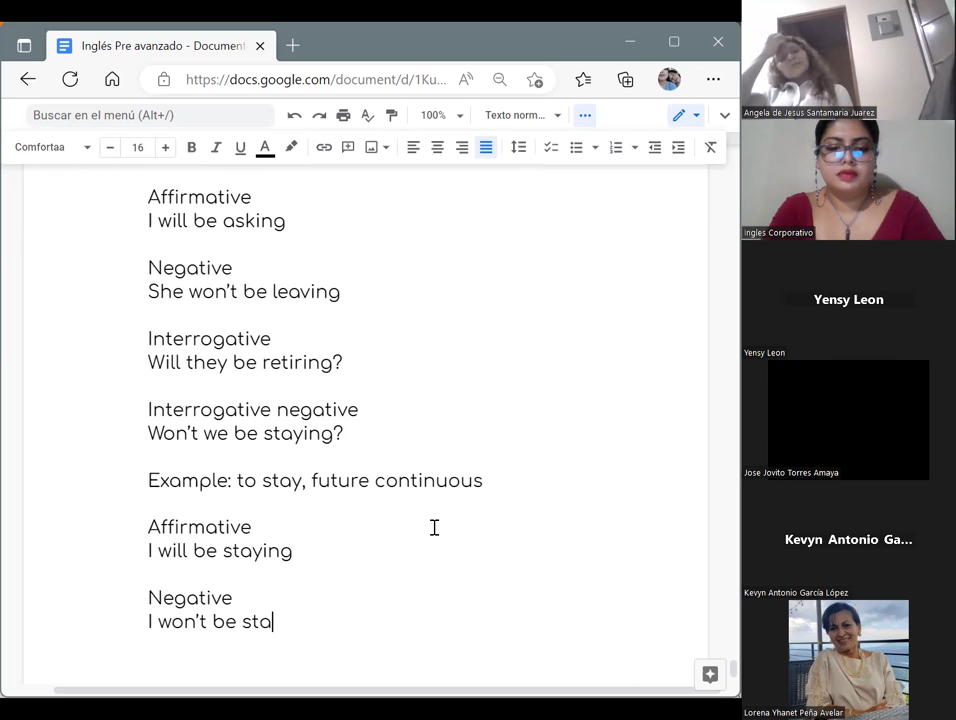 Inglés Pre avanzado - Documen
https://docs.google.com/document/d/1Ku...
Buscar en el menú (Alt+/)
100%
Texto norm...
Comfortaa
16
Affirmative
I will be asking
Negative
She won't be leaving
Interrogative
Will they be retiring?
Interrogative negative
Won't we be staying?
Example: to stay, future continuous
Affirmative
I will be staying
Negative
I won't be sta
Angela de Jesus Santamaria Juarez
Ingles Corporativo
Yensy Leon
Yensy Leon
Jose Jovito Torres Amaya
Kevyn Antonio Ga...
Kevyn Antonio García López
Lorena Yhanet Peña Avelar